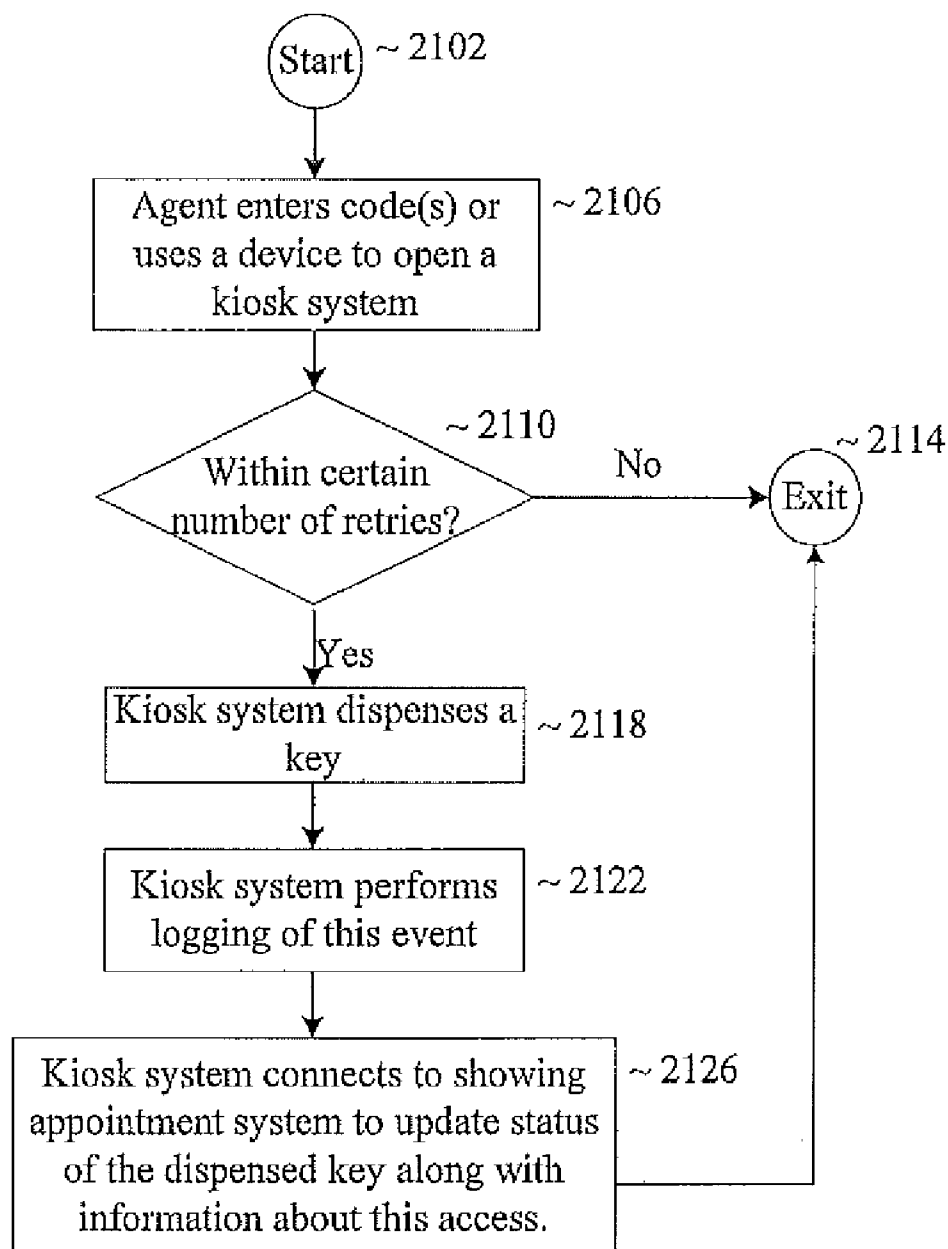 Start
~ 2102
Agent enters code(s) or
uses a device to open a
kiosk system
~ 2106
Within certain
number of retries?
~ 2110
No
Exit
~ 2114
Yes
Kiosk system dispenses a
key
~ 2118
Kiosk system performs
logging of this event
~ 2122
Kiosk system connects to showing
appointment system to update status
of the dispensed key along with
information about this access.
~ 2126